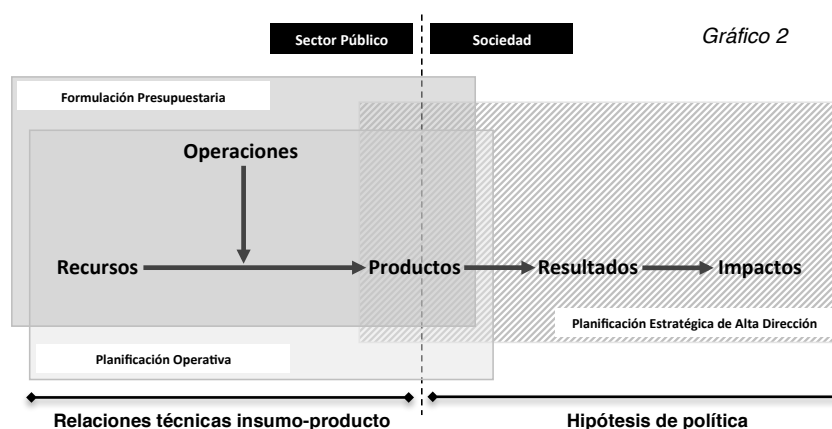 Sector Público
Sociedad
Gráfico 2
Formulación Presupuestaria
Operaciones
Recursos
Productos
Resultados
Impactos
Planificación Estratégica de Alta Dirección
Planificación Operativa
Relaciones técnicas insumo-producto
Hipótesis de política